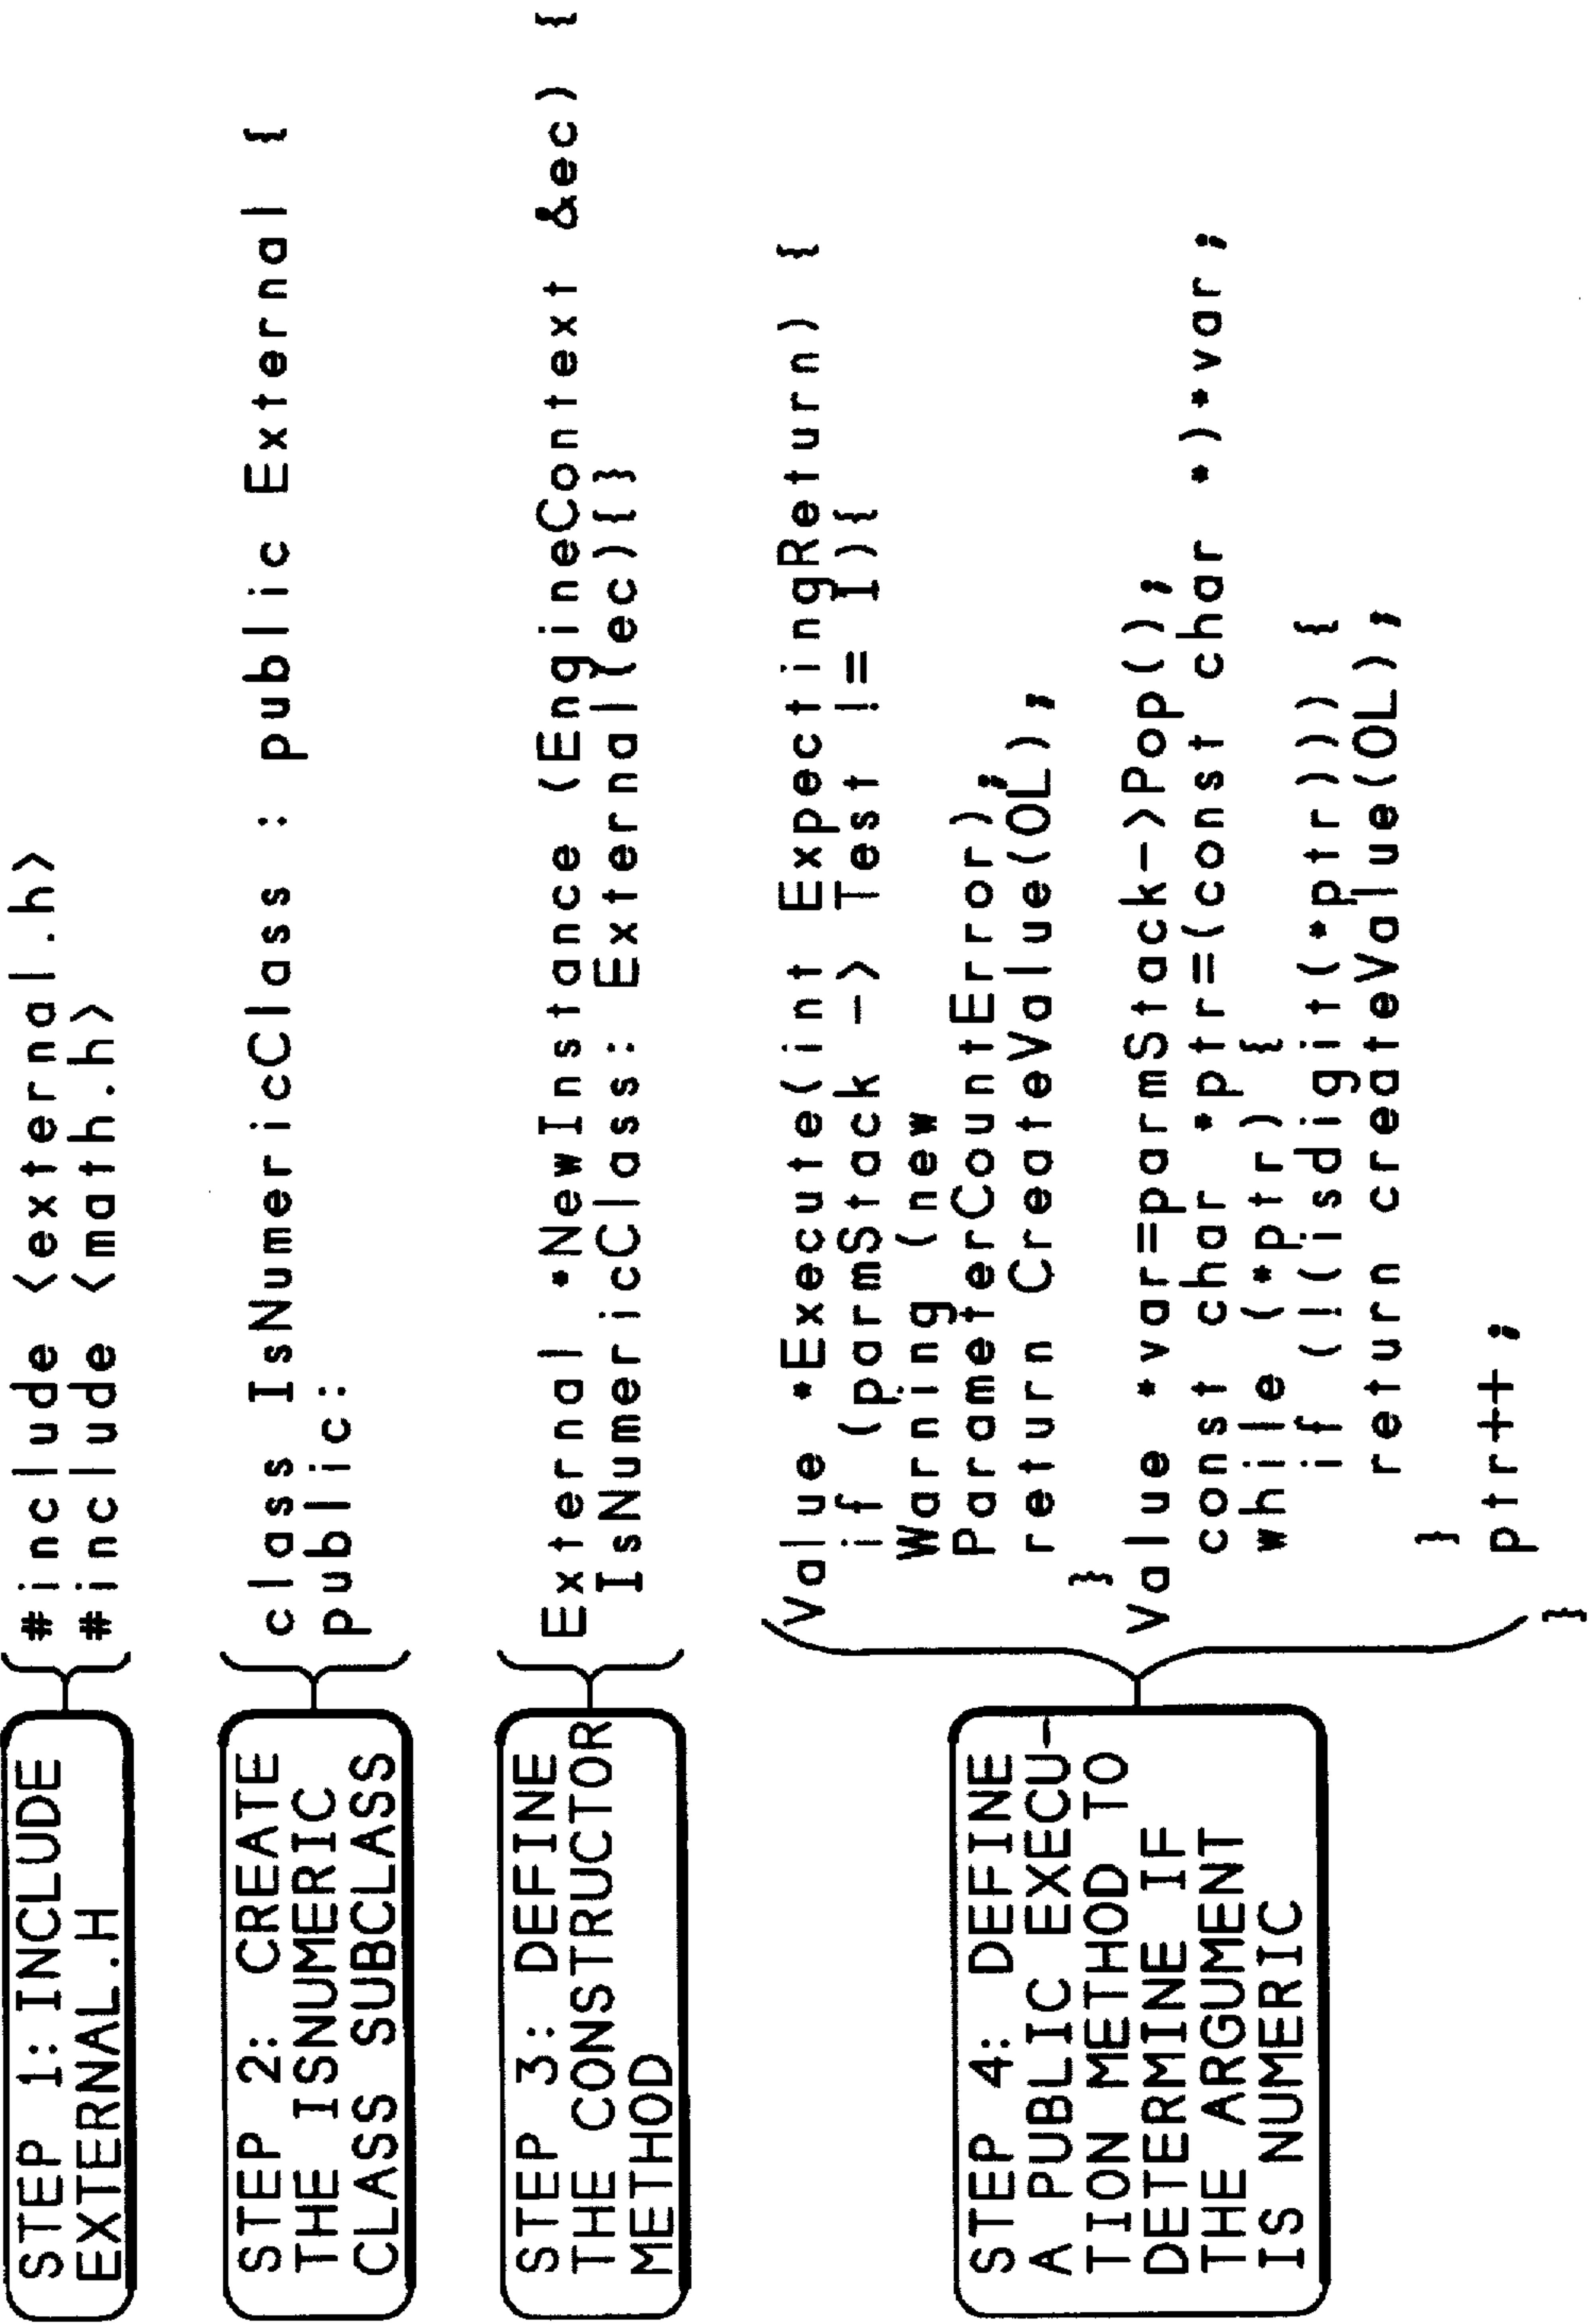 STEP 1: INCLUDE
EXTERNAL.H
#include <external.h>
#include <math.h>
STEP 2: CREATE
THE ISNUMERIC
CLASS SUBCLASS
class IsNumericClass : public External {
public:
STEP 3: DEFINE
THE CONSTRUCTOR
METHOD
External *NewInstance (EngineContext &ec) {
IsNumericClass: External(ec){}
STEP 4: DEFINE
A PUBLIC EXECU-
TION METHOD TO
DETERMINE IF
THE ARGUMENT
IS NUMERIC
Value *Execute(int ExpectingReturn) {
if (parmStack -> Test != 1){
Warning (new
ParameterCountError);
return CreateValue(OL);
}
Value *var=parmStack->Pop();
const char *ptr=(const char *)*var;
while (*ptr) {
if (!(isdigit(*ptr))) {
return createValue(OL);
}
ptr++;
}